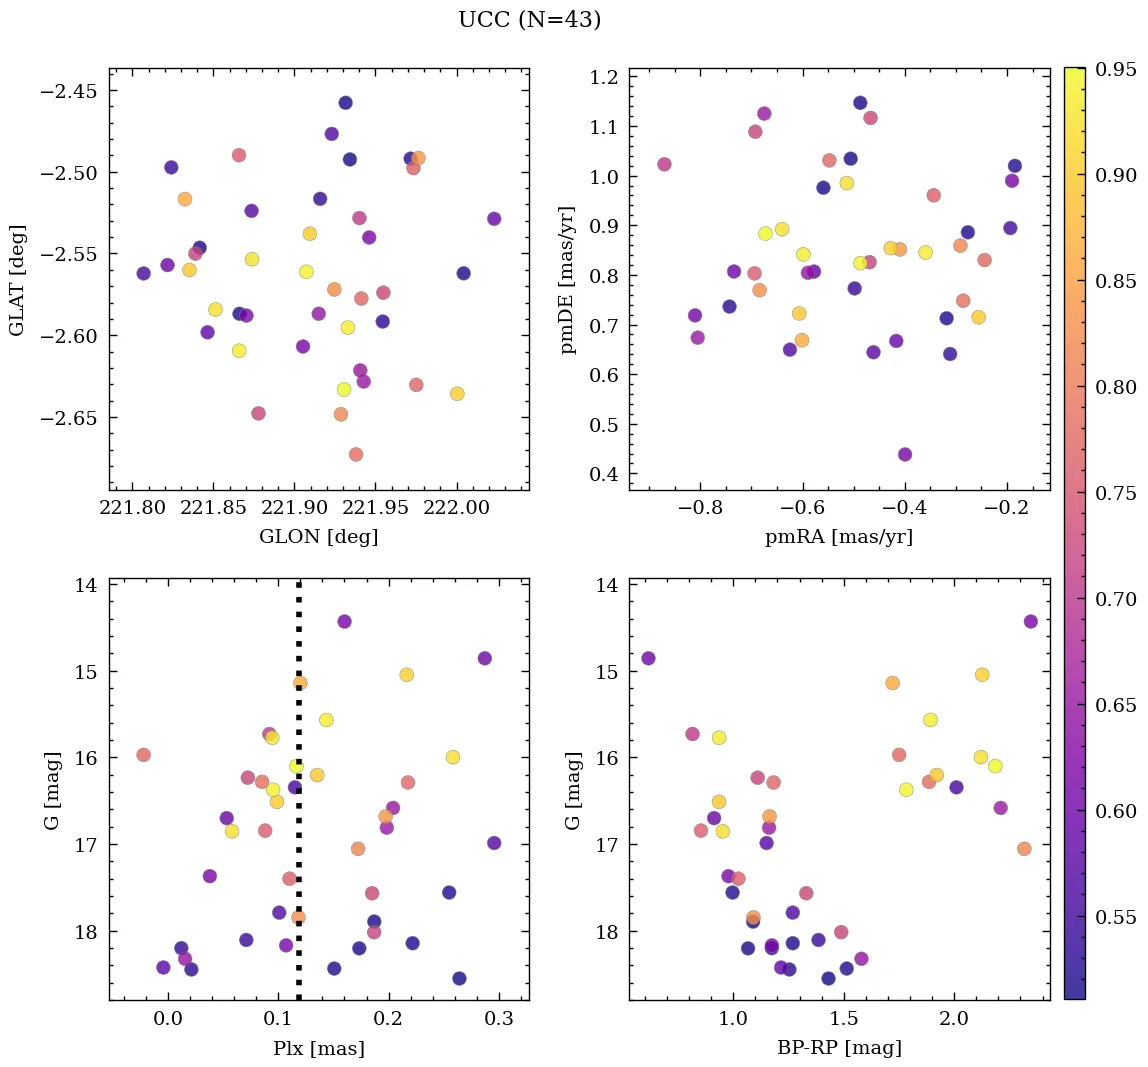 UCC (N=43)
−2.45
−2.50
−2.55
−2.60
−2.65
GLAT [deg]
221.80 221.85 221.90 221.95 222.00
GLON [deg]
1.2
1.1
1.0
0.9
0.8
0.7
0.6
0.5
0.4
pmDE [mas/yr]
−0.8 −0.6 −0.4 −0.2
pmRA [mas/yr]
0.95
0.90
0.85
0.80
0.75
0.70
0.65
0.60
0.55
14
15
16
17
18
G [mag]
0.0 0.1 0.2 0.3
Plx [mas]
14
15
16
17
18
G [mag]
1.0 1.5 2.0
BP-RP [mag]